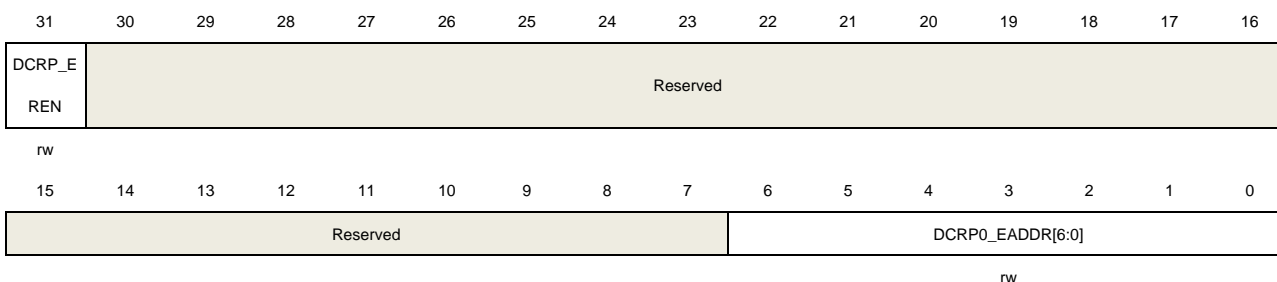 31 30 29 28 27 26 25 24 23 22 21 20 19 18 17 16
DCRP_E
REN
Reserved
rw
15 14 13 12 11 10 9 8 7 6 5 4 3 2 1 0
Reserved DCRP0_EADDR[6:0]
rw